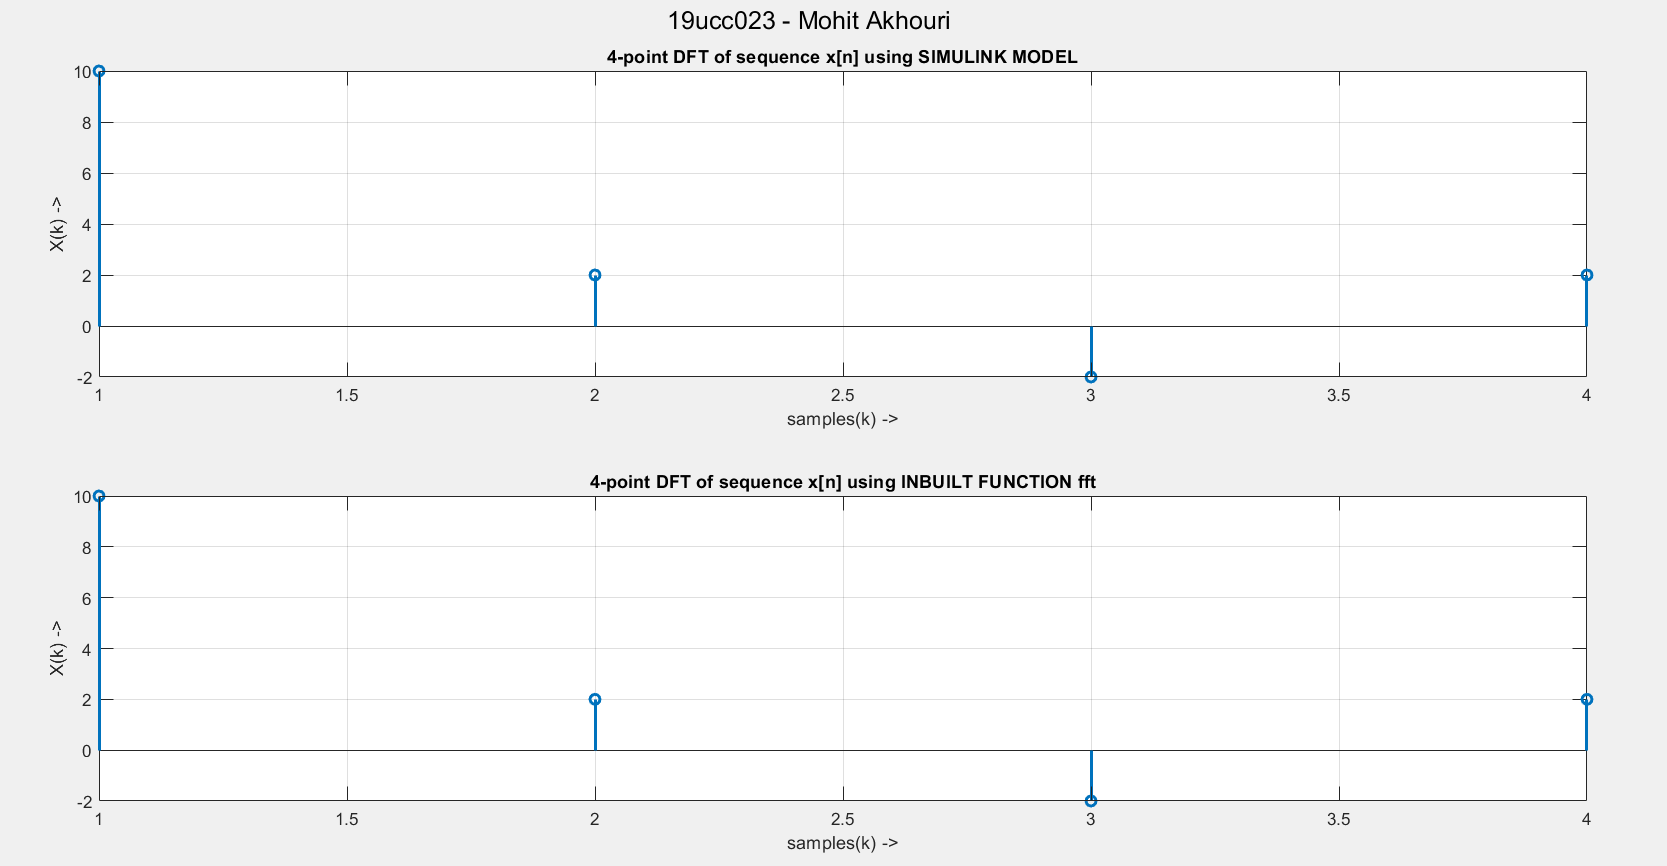 19ucc023 - Mohit Akhouri
4-point DFT of sequence x[n] using SIMULINK MODEL
10
8
6
4
2
0
-2
X(k) ->
1 1.5 2 2.5 3 3.5 4
samples(k) ->
4-point DFT of sequence x[n] using INBUILT FUNCTION fft
10
8
6
4
2
0
-2
X(k) ->
1 1.5 2 2.5 3 3.5 4
samples(k) ->